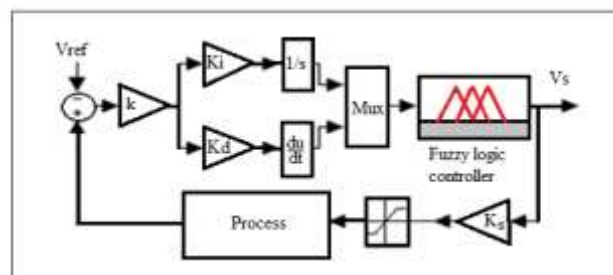 Vref
−
+
k
Ki
1/s
Kd
du
dt
Mux
Vs
Fuzzy logic
controller
Process
Ks